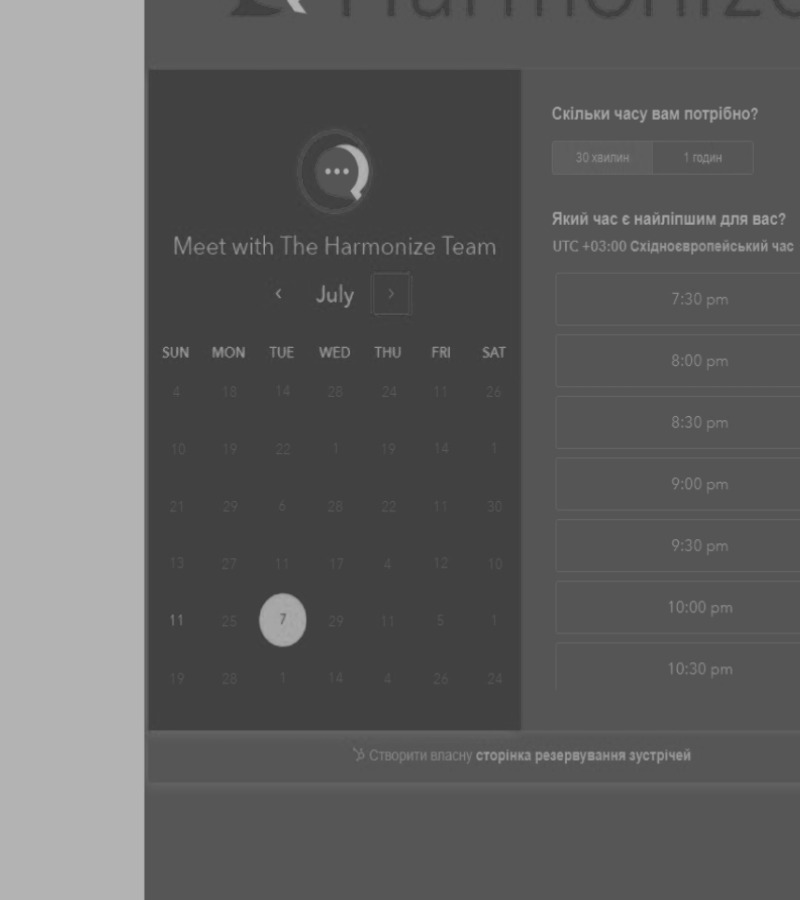 Harmonize
Скільки часу вам потрібно?
30 хвилин 1 годин
Meet with The Harmonize Team
Який час є найліпшим для вас?
UTC +03:00 Східноєвропейський час
‹ July ›
7:30 pm
SUN MON TUE WED THU FRI SAT
8:00 pm
4 18 14 28 24 11 26
8:30 pm
10 19 22 1 19 14 1
9:00 pm
21 29 6 28 22 11 30
9:30 pm
13 27 11 17 4 12 10
10:00 pm
11 25 7 29 11 5 1
10:30 pm
19 28 1 14 4 26 24
Створити власну сторінка резервування зустрічей